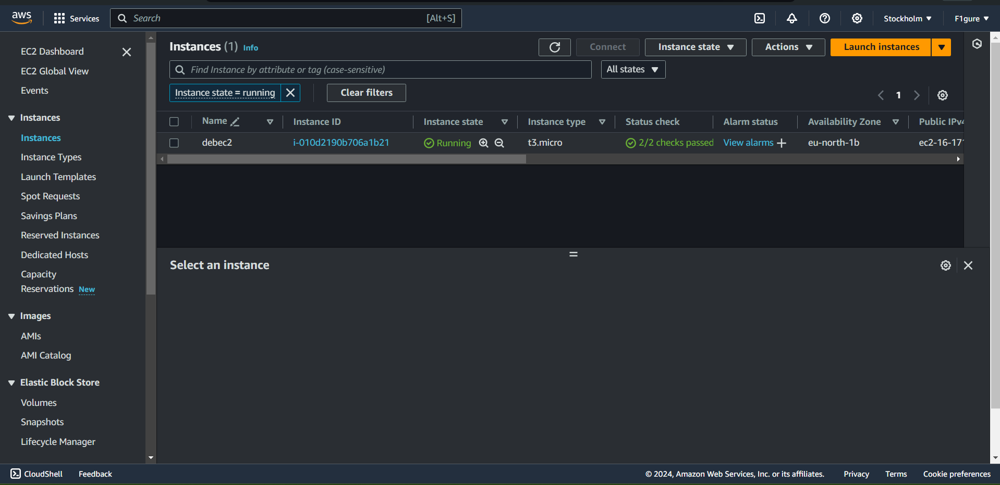 aws Services Search [Alt+S] Stockholm F1gure
EC2 Dashboard
EC2 Global View
Events
Instances
Instances
Instance Types
Launch Templates
Spot Requests
Savings Plans
Reserved Instances
Dedicated Hosts
Capacity
Reservations New
Images
AMIs
AMI Catalog
Elastic Block Store
Volumes
Snapshots
Lifecycle Manager
Instances (1) Info Connect Instance state Actions Launch instances
Find Instance by attribute or tag (case-sensitive) All states
Instance state = running Clear filters 1
Name Instance ID Instance state Instance type Status check Alarm status Availability Zone Public IPv4
debec2 i-010d2190b706a1b21 Running t3.micro 2/2 checks passed View alarms eu-north-1b ec2-16-171
Select an instance
CloudShell Feedback © 2024, Amazon Web Services, Inc. or its affiliates. Privacy Terms Cookie preferences